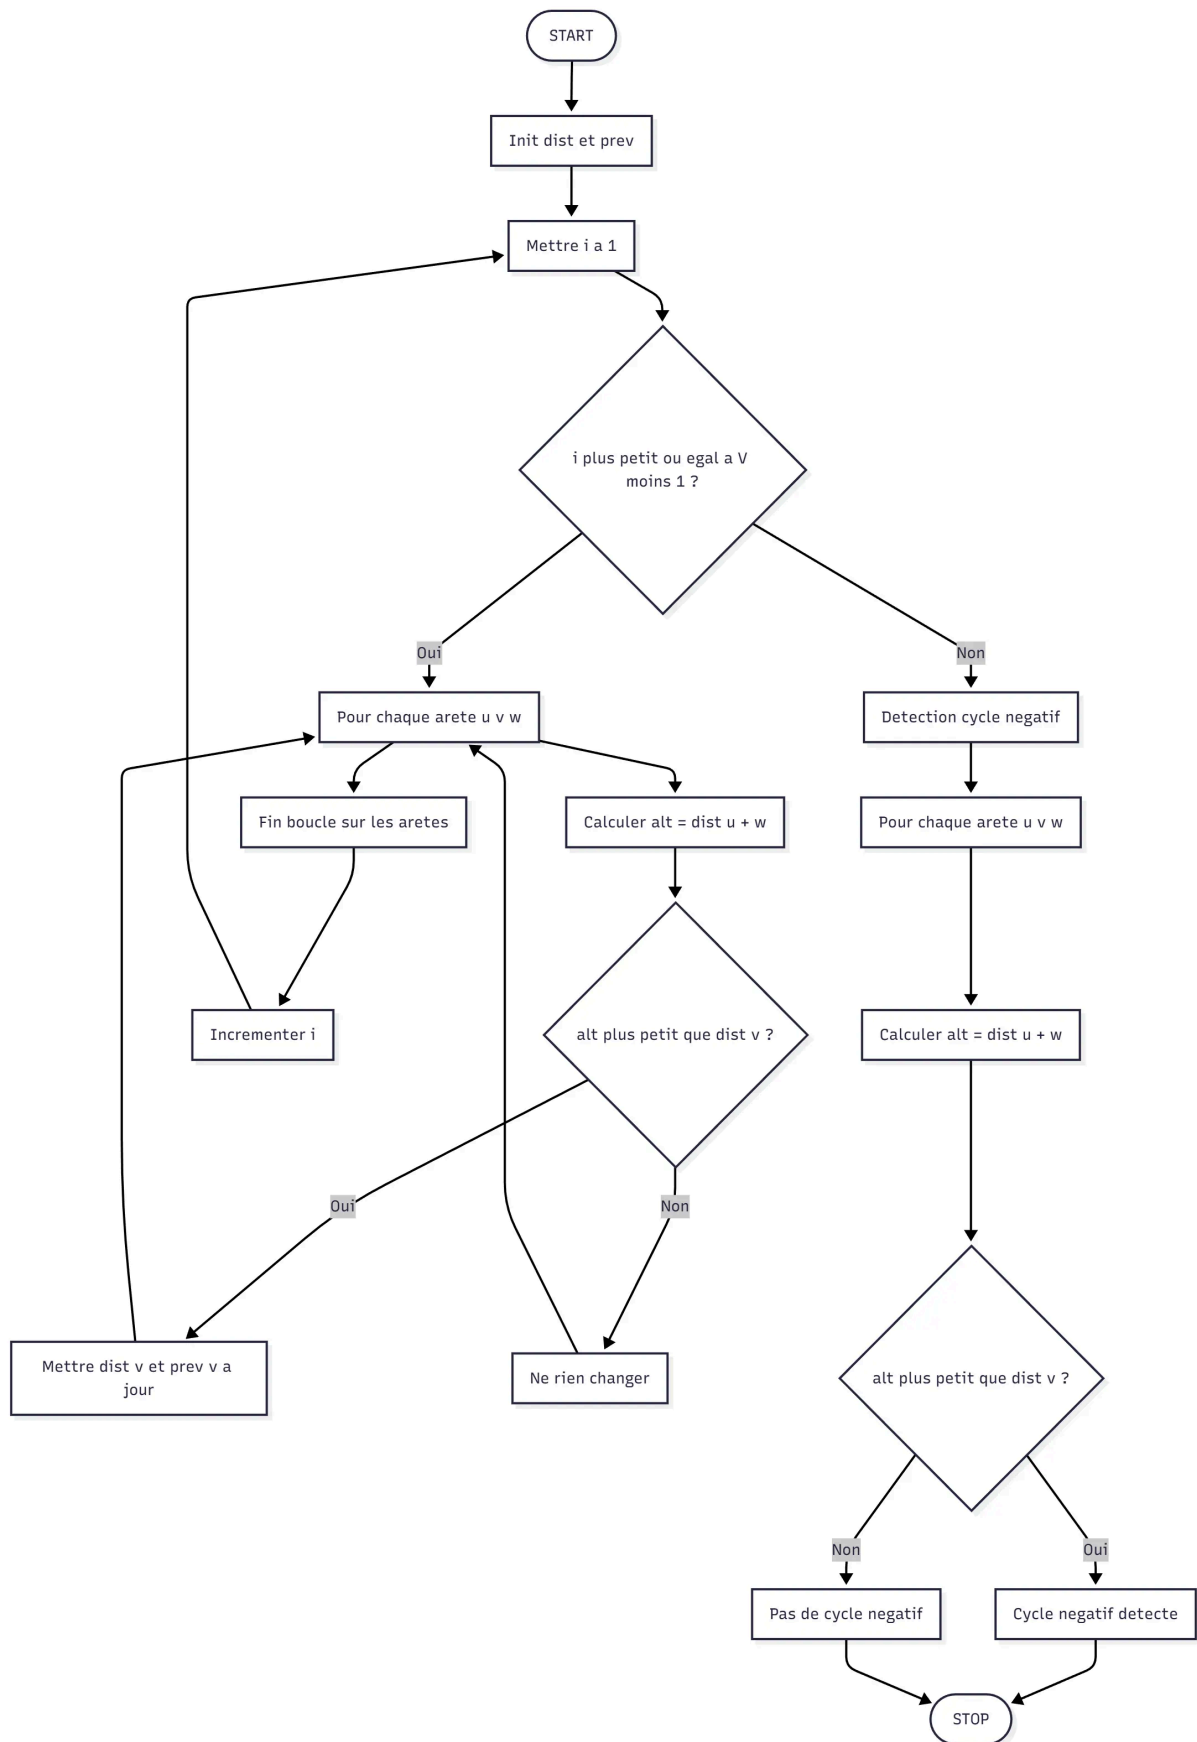 START
Init dist et prev
Mettre i a 1
i plus petit ou egal a V
moins 1 ?
Oui
Non
Pour chaque arete u v w
Detection cycle negatif
Fin boucle sur les aretes
Calculer alt = dist u + w
Pour chaque arete u v w
Incrementer i
alt plus petit que dist v ?
Calculer alt = dist u + w
Oui
Non
Mettre dist v et prev v a
jour
Ne rien changer
alt plus petit que dist v ?
Non
Oui
Pas de cycle negatif
Cycle negatif detecte
STOP